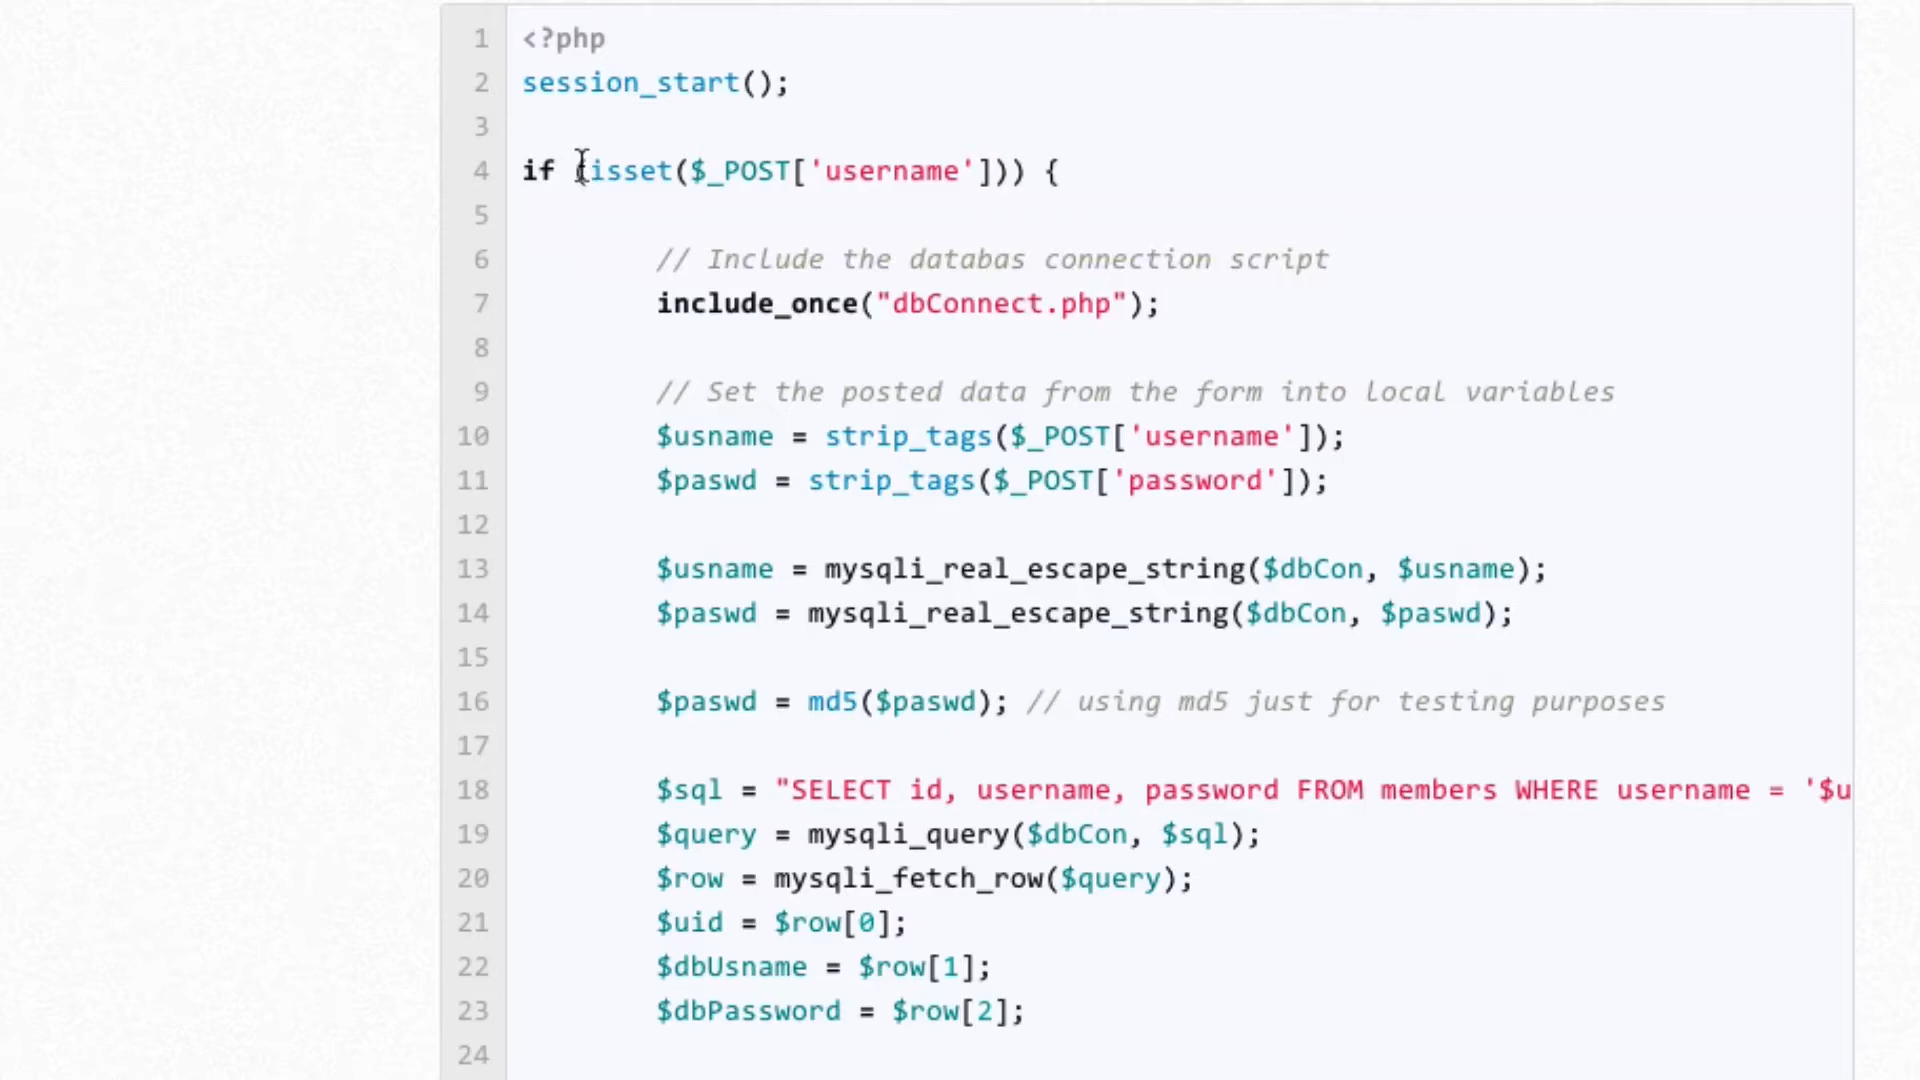 1 <?php
2 session_start();
3
4 if (isset($_POST['username'])) {
5
6 // Include the databas connection script
7 include_once("dbConnect.php");
8
9 // Set the posted data from the form into local variables
10 $usname = strip_tags($_POST['username']);
11 $paswd = strip_tags($_POST['password']);
12
13 $usname = mysqli_real_escape_string($dbCon, $usname);
14 $paswd = mysqli_real_escape_string($dbCon, $paswd);
15
16 $paswd = md5($paswd); // using md5 just for testing purposes
17
18 $sql = "SELECT id, username, password FROM members WHERE username = '$u
19 $query = mysqli_query($dbCon, $sql);
20 $row = mysqli_fetch_row($query);
21 $uid = $row[0];
22 $dbUsname = $row[1];
23 $dbPassword = $row[2];
24